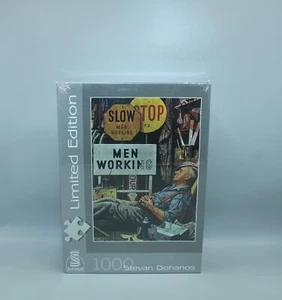 Limited Edition
SLOW
MEN
WORKING
STOP
MEN
WORKING
1000
Stevan Dohanos